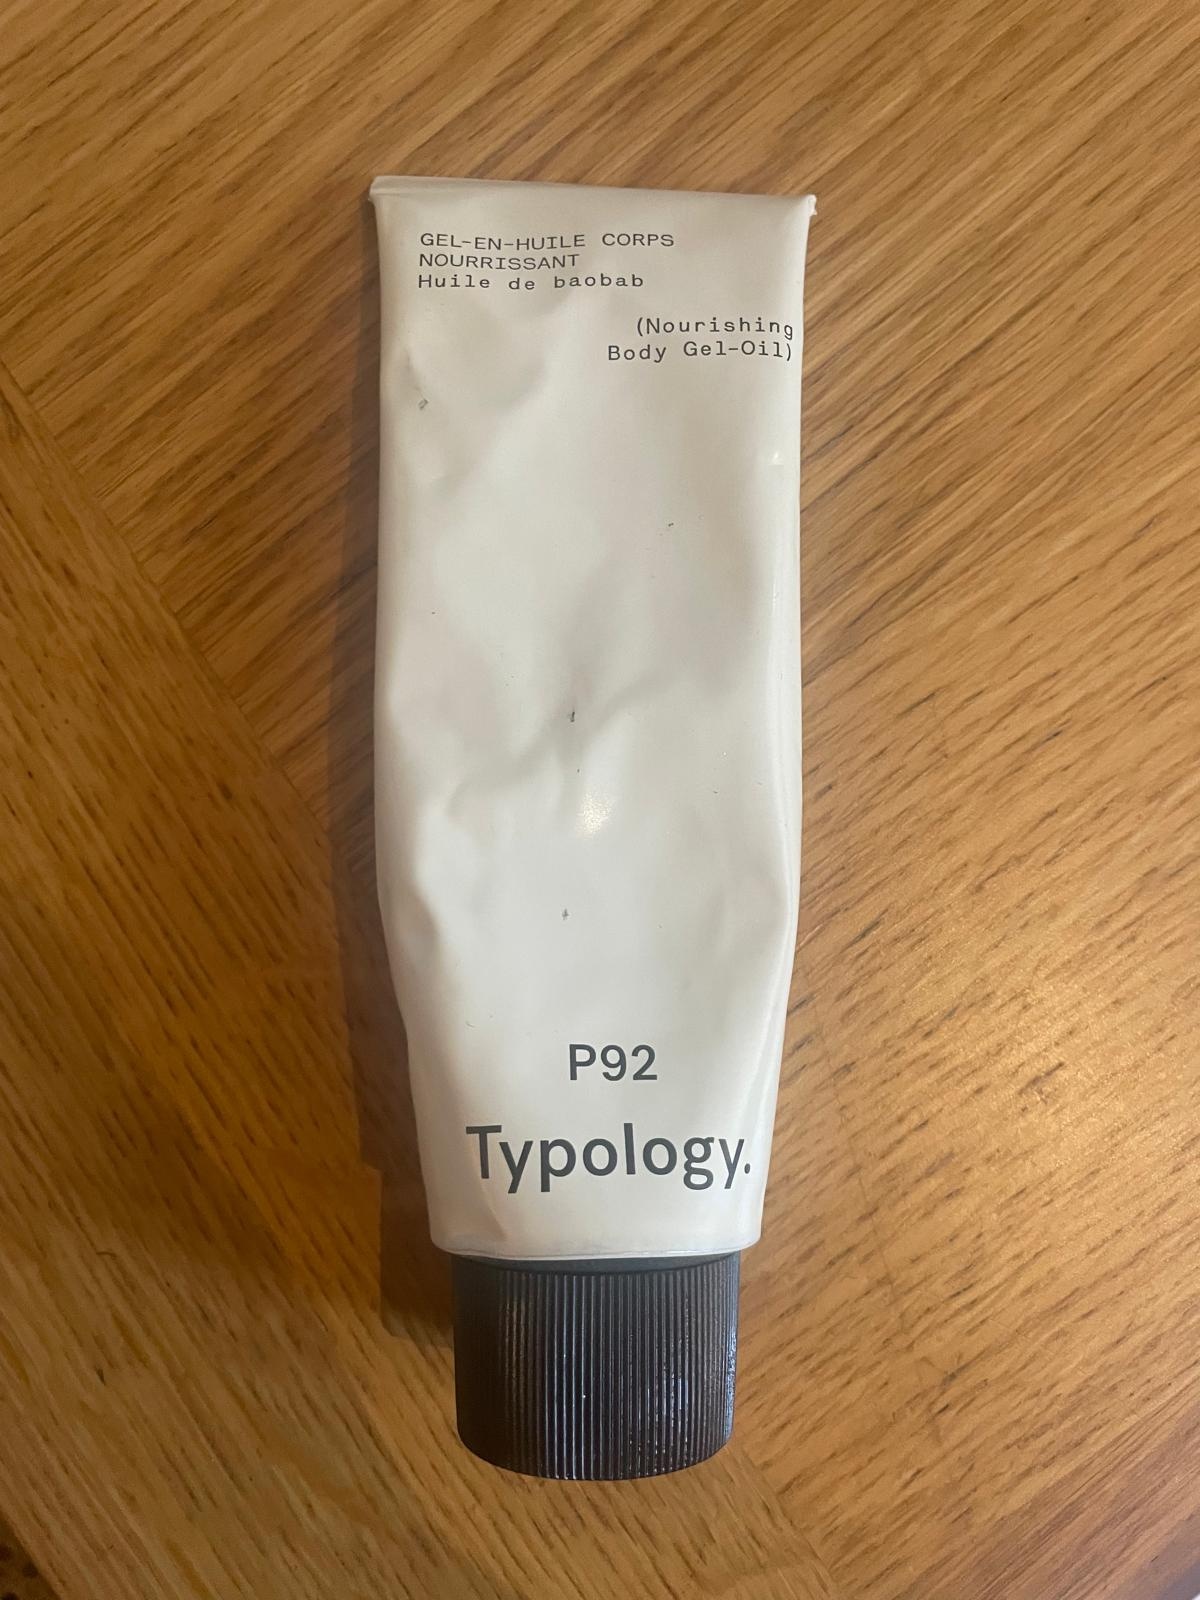 GEL-EN-HUILE CORPS
NOURRISSANT
Huile de baobab
(Nourishing
Body Gel-Oil)
P92
Typology.